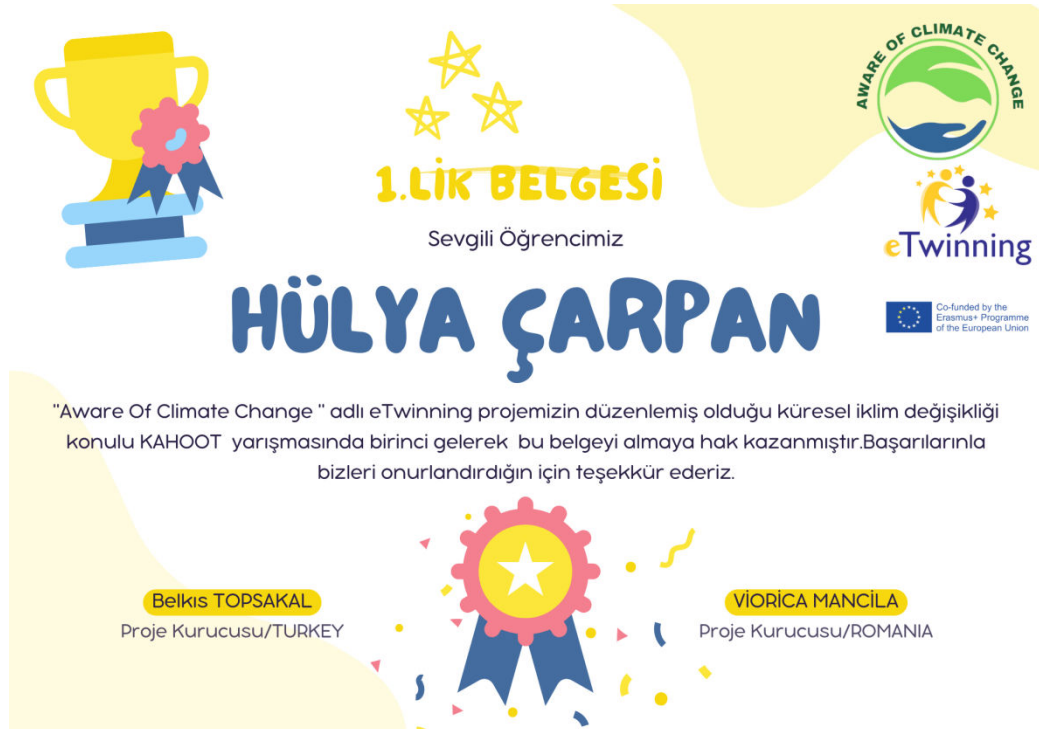 AWARE OF CLIMATE CHANGE
1.LİK BELGESİ
Sevgili Öğrencimiz
eTwinning
HÜLYA ÇARPAN
Co-funded by the
Erasmus+ Programme
of the European Union
"Aware Of Climate Change " adlı eTwinning projemizin düzenlemiş olduğu küresel iklim değişikliği
konulu KAHOOT yarışmasında birinci gelerek bu belgeyi almaya hak kazanmıştır.Başarılarınla
bizleri onurlandırdığın için teşekkür ederiz.
Belkıs TOPSAKAL
Proje Kurucusu/TURKEY
VİORİCA MANCİLA
Proje Kurucusu/ROMANIA